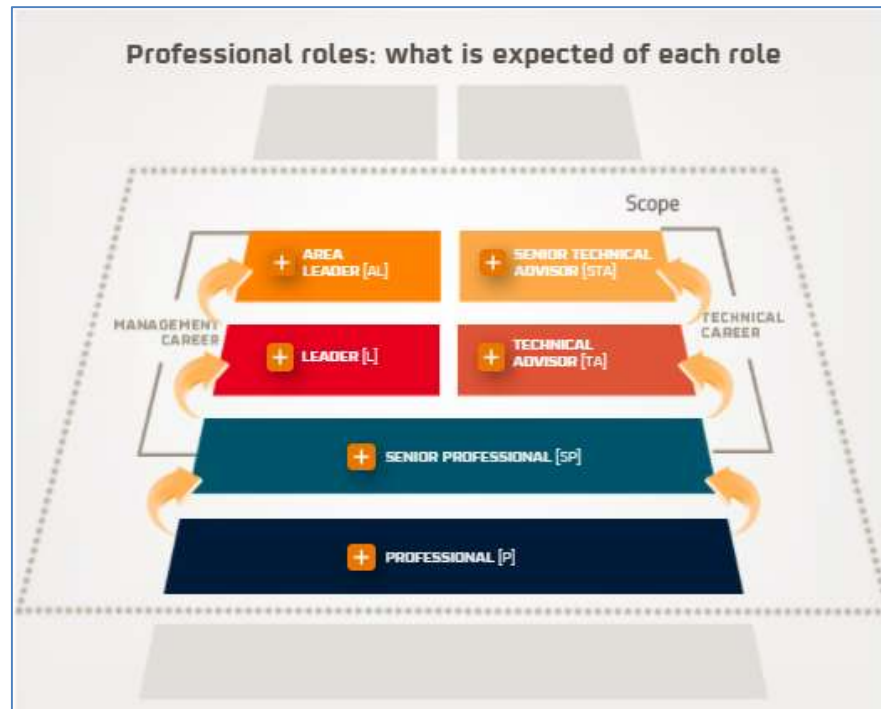 Professional roles: what is expected of each role
Scope
AREA
LEADER [AL]
SENIOR TECHNICAL
ADVISOR [STA]
MANAGEMENT
CAREER
TECHNICAL
CAREER
LEADER [L]
TECHNICAL
ADVISOR [TA]
SENIOR PROFESSIONAL [SP]
PROFESSIONAL [P]